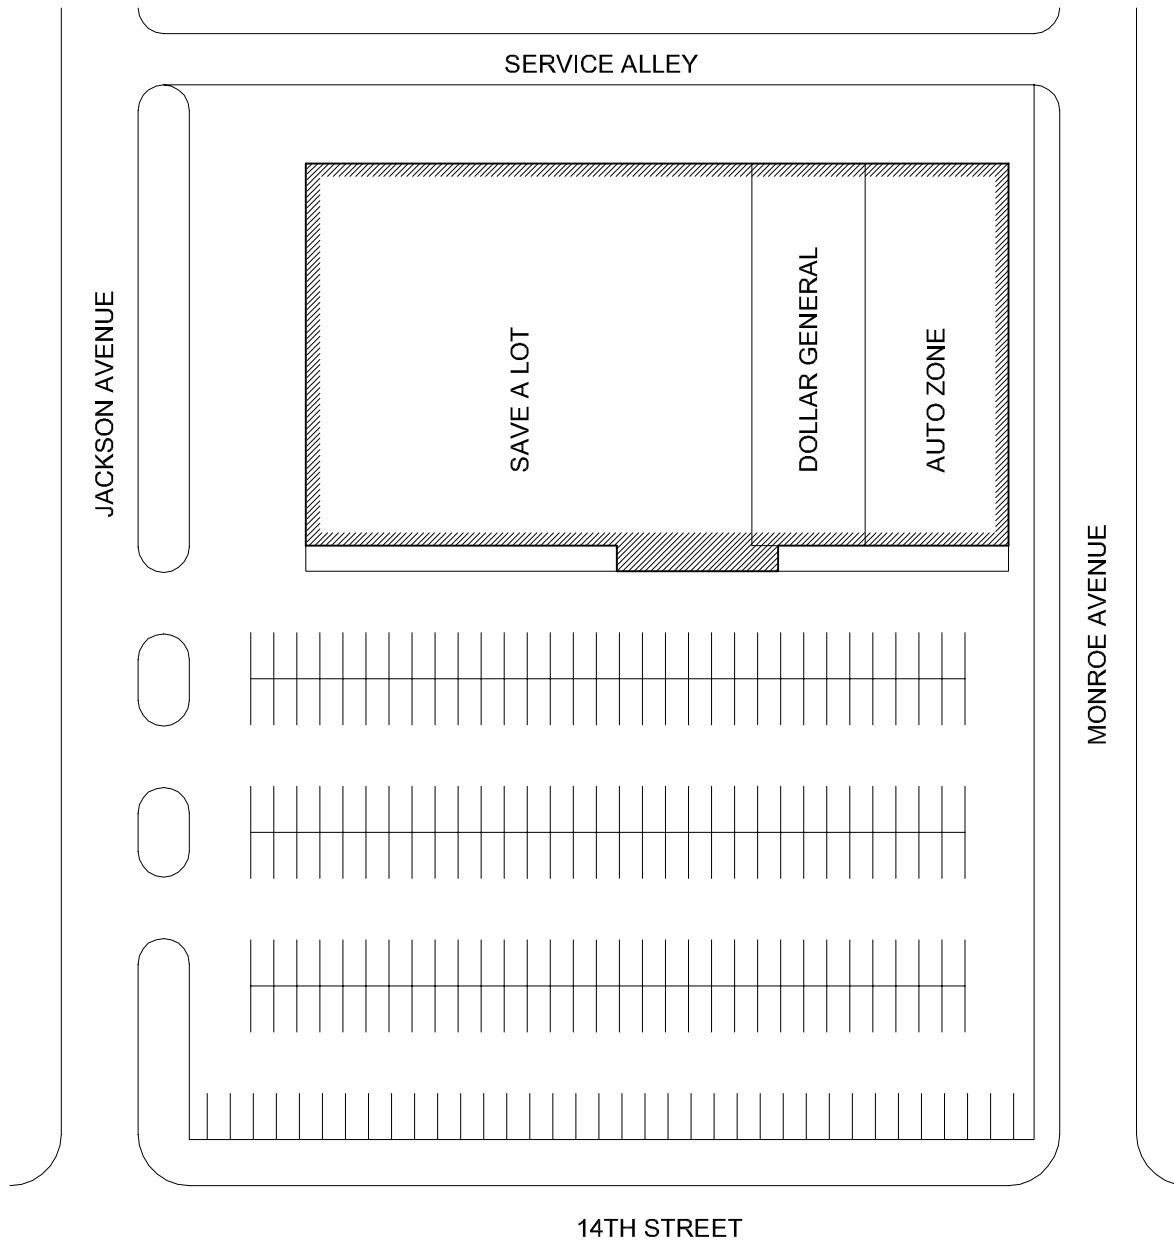 SERVICE ALLEY
JACKSON AVENUE
SAVE A LOT
DOLLAR GENERAL
AUTO ZONE
MONROE AVENUE
14TH STREET